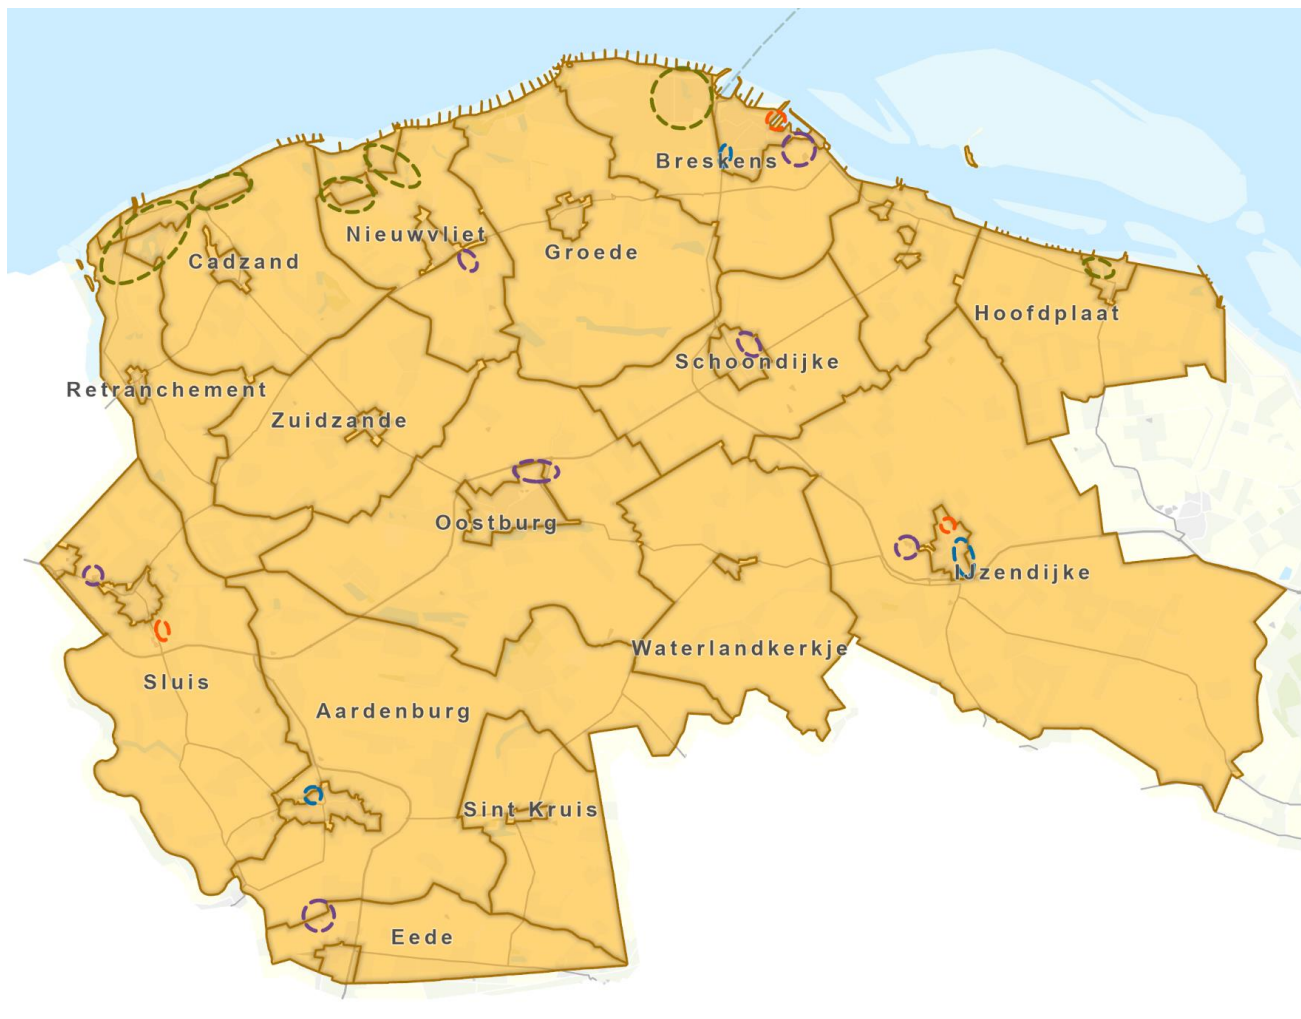 Breskens
Nieuwvliet
Groede
Cadzand
Hoofdplaat
Schoondijke
Retranchement
Zuidzande
Oostburg
IJzendijke
Waterlandkerkje
Sluis
Aardenburg
Sint Kruis
Eede